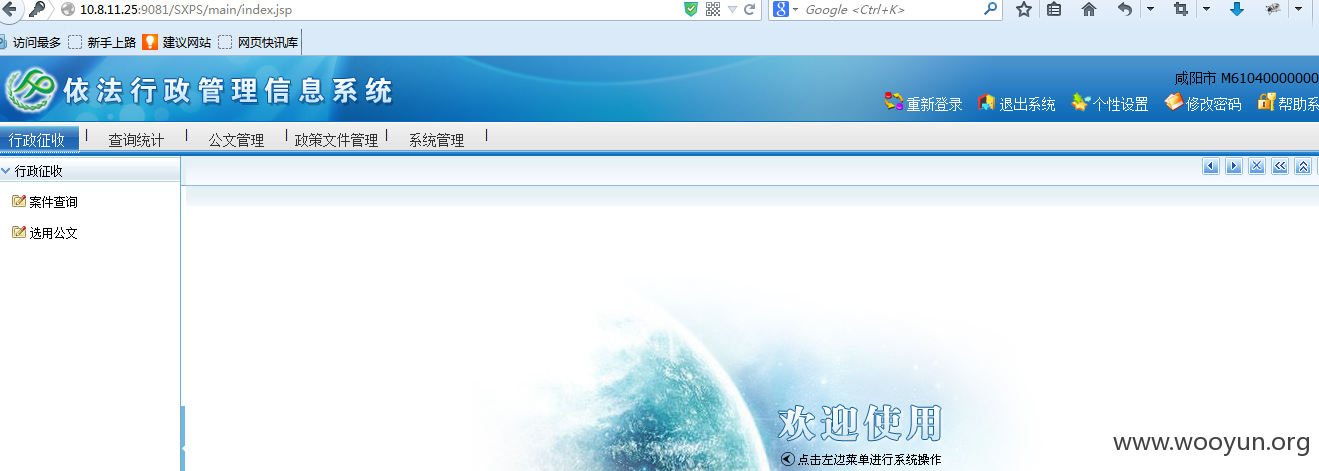 10.8.11.25:9081/SXPS/main/index.jsp
Google <Ctrl+K>
访问最多 新手上路 建议网站 网页快讯库
依法行政管理信息系统
咸阳市 M61040000000
重新登录 退出系统 个性设置 修改密码 帮助系
行政征收 查询统计 公文管理 政策文件管理 系统管理
行政征收
案件查询
选用公文
欢迎使用
点击左边菜单进行系统操作
www.wooyun.org